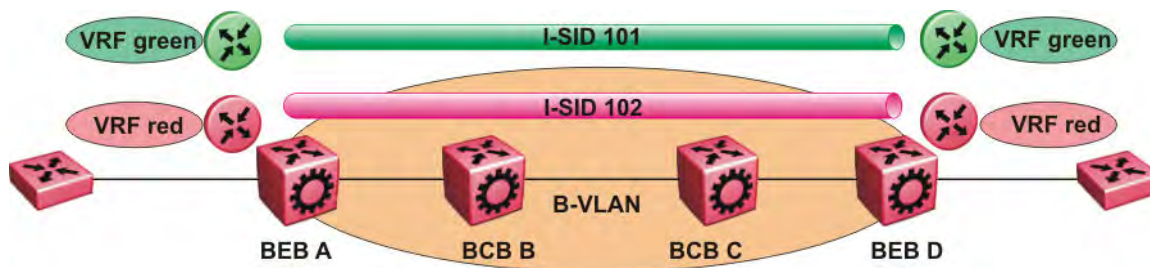 VRF green
I-SID 101
VRF green
VRF red
I-SID 102
VRF red
B-VLAN
BEB A
BCB B
BCB C
BEB D